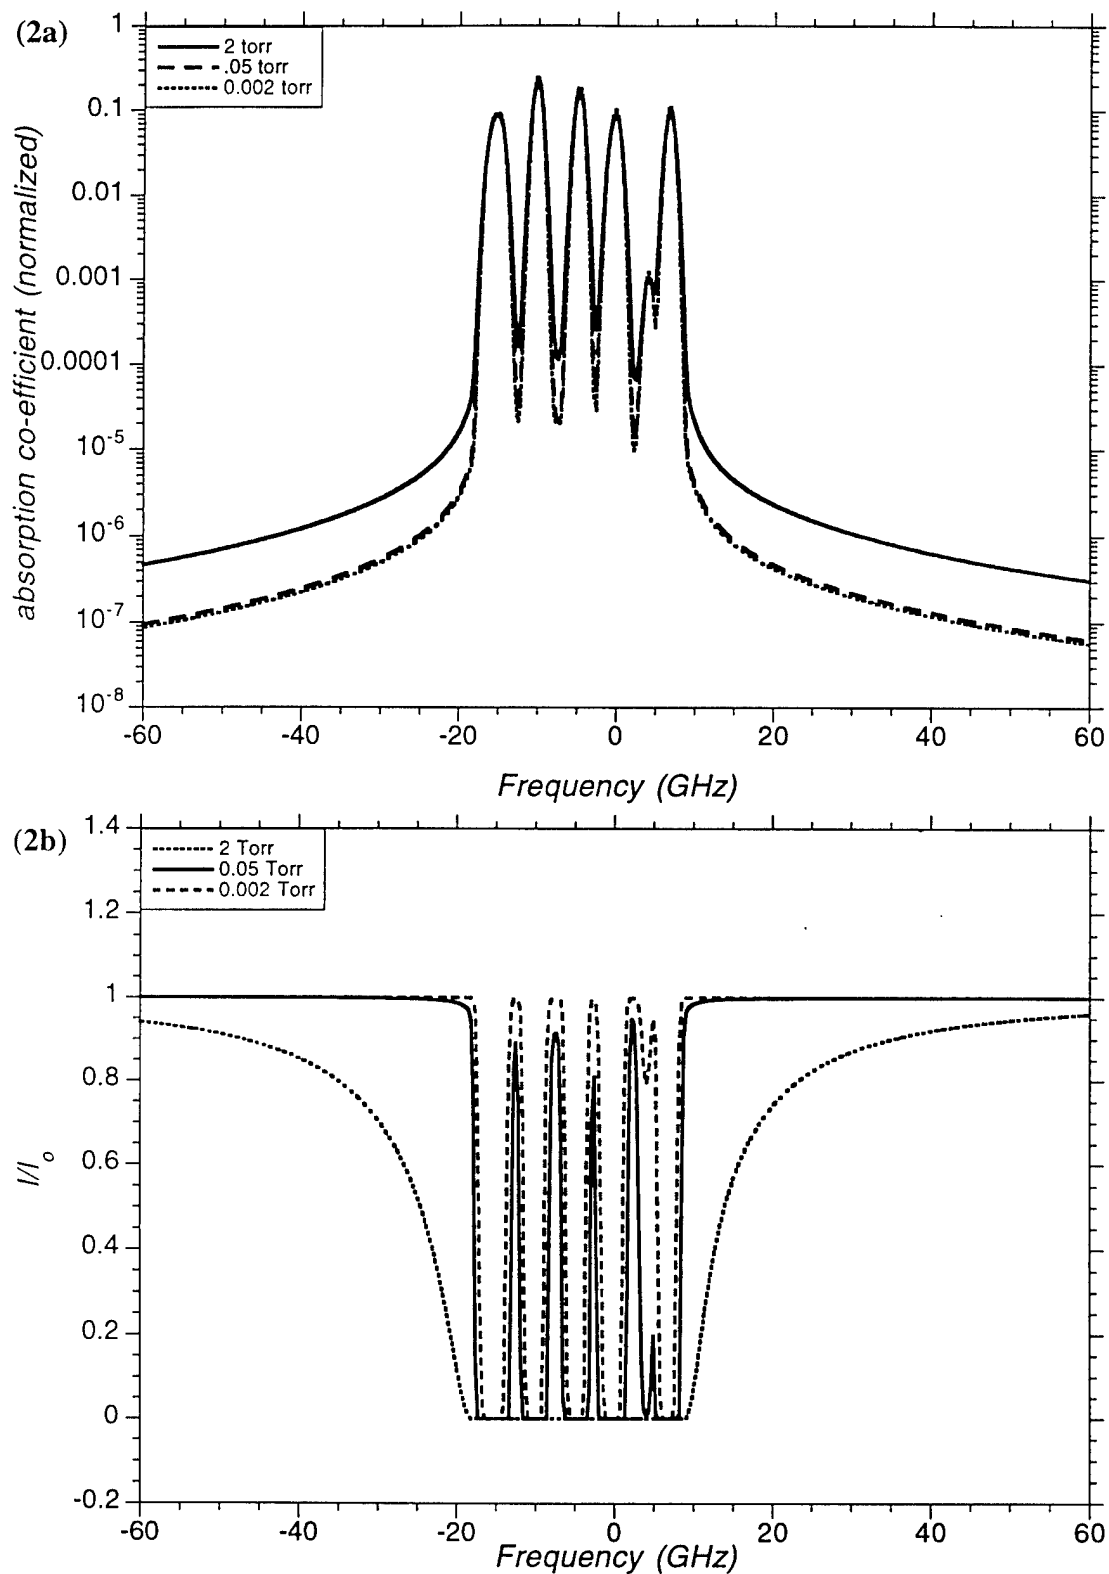 (2a)
2 torr
.05 torr
0.002 torr
absorption co-efficient (normalized)
1
0.1
0.01
0.001
0.0001
10-5
10-6
10-7
10-8
-60 -40 -20 0 20 40 60
Frequency (GHz)
(2b)
2 Torr
0.05 Torr
0.002 Torr
I/Io
1.4
1.2
1
0.8
0.6
0.4
0.2
0
-0.2
-60 -40 -20 0 20 40 60
Frequency (GHz)